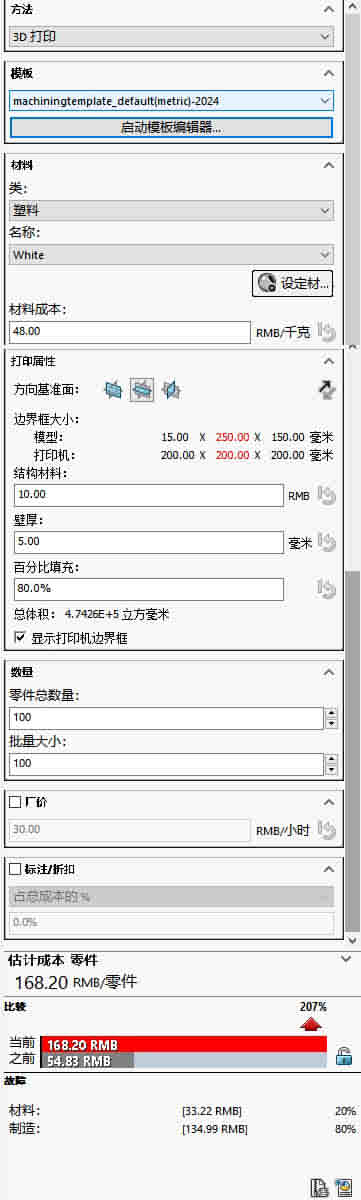 方法
3D 打印
模板
machiningtemplate_default(metric)-2024
启动模板编辑器...
材料
类:
塑料
名称:
White
设定材...
材料成本:
48.00 RMB/千克
打印属性
方向基准面:
边界框大小:
模型: 15.00 X 250.00 X 150.00 毫米
打印机: 200.00 X 200.00 X 200.00 毫米
结构材料:
10.00 RMB
壁厚:
5.00 毫米
百分比填充:
80.0%
总体积: 4.7426E+5 立方毫米
显示打印机边界框
数量
零件总数量:
100
批量大小:
100
厂价
30.00 RMB/小时
标注/折扣
占总成本的 %
0.0%
估计成本 零件
168.20 RMB/零件
比较 207%
当前 168.20 RMB
之前 54.83 RMB
故障
材料: [33.22 RMB] 20%
制造: [134.99 RMB] 80%